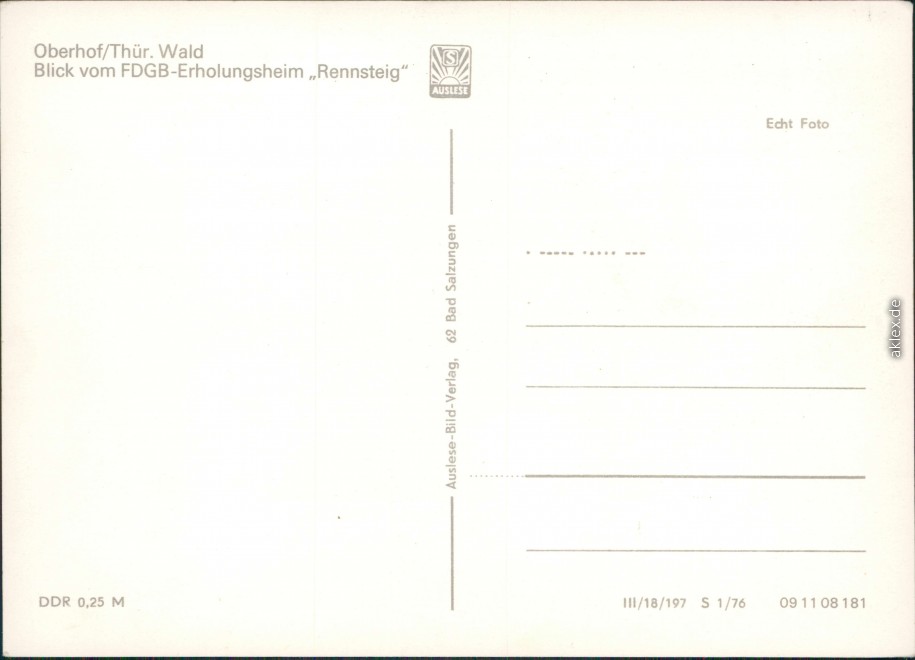 Oberhof/Thür. Wald
Blick vom FDGB-Erholungsheim „Rennsteig“
S
AUSLESE
Echt Foto
Auslese-Bild-Verlag, 62 Bad Salzungen
aklex.de
DDR 0,25 M
III/18/197 S 1/76 09 11 08 181